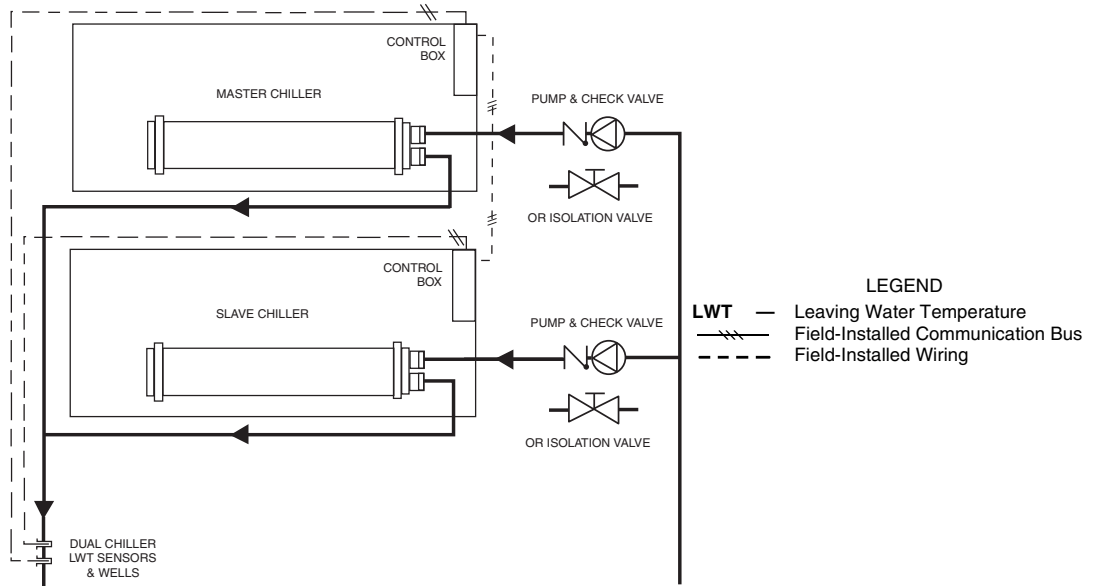 CONTROL
BOX
MASTER CHILLER
PUMP & CHECK VALVE
OR ISOLATION VALVE
CONTROL
BOX
SLAVE CHILLER
PUMP & CHECK VALVE
OR ISOLATION VALVE
DUAL CHILLER
LWT SENSORS
& WELLS
LEGEND
LWT — Leaving Water Temperature
Field-Installed Communication Bus
Field-Installed Wiring